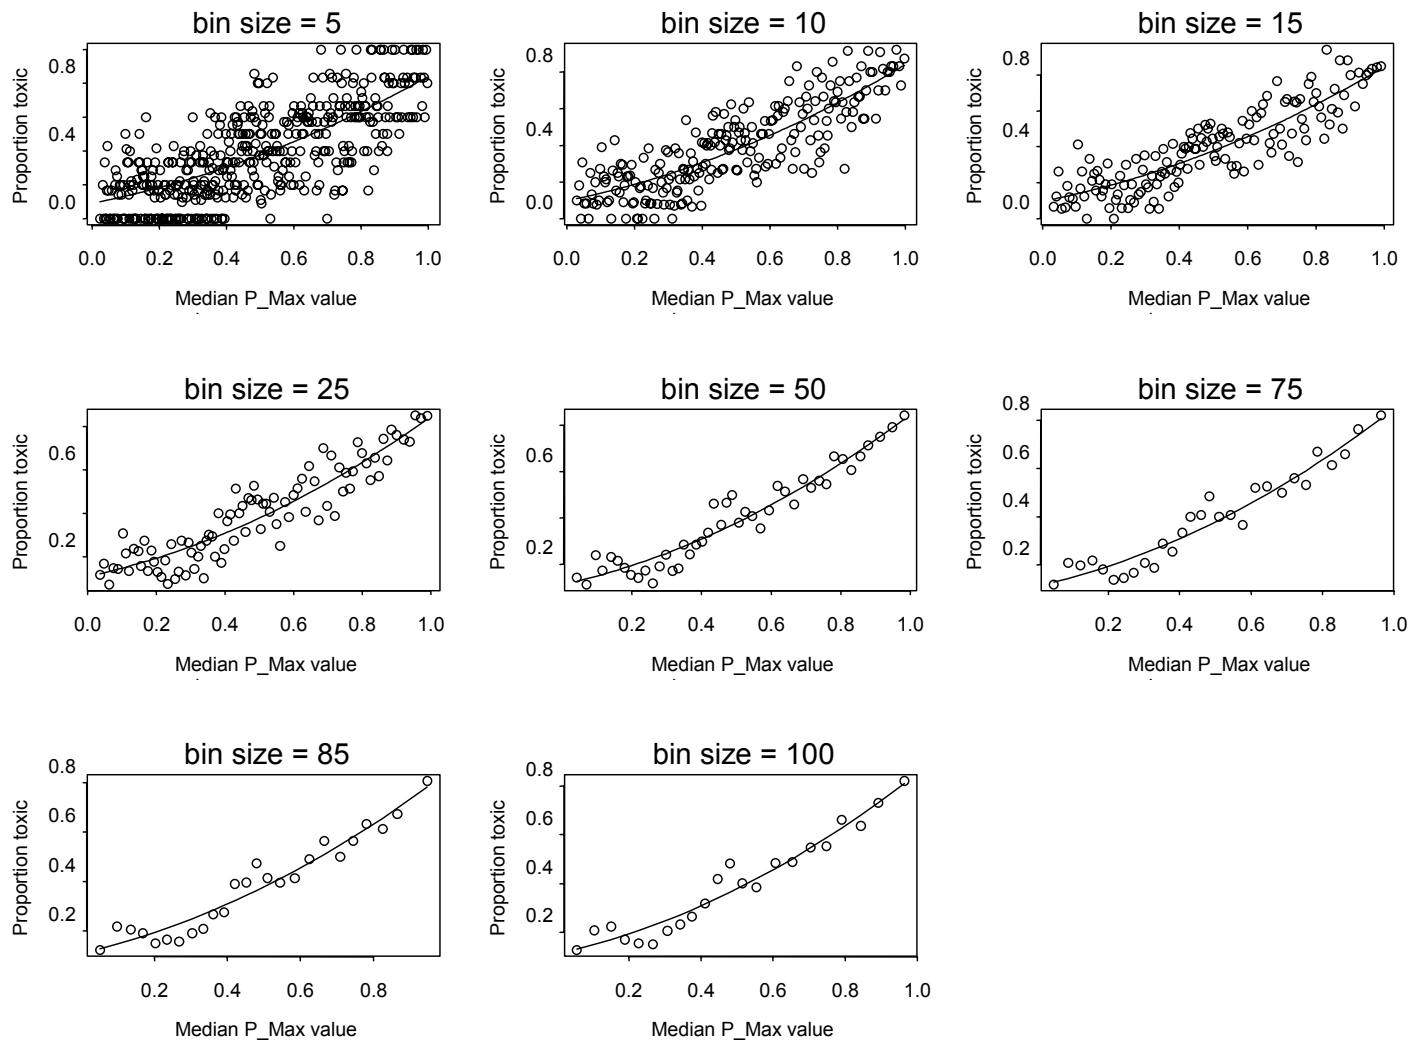 bin size = 5
bin size = 10
bin size = 15
Proportion toxic
0.8
0.4
0.0
Proportion toxic
0.8
0.4
0.0
Proportion toxic
0.8
0.4
0.0
0.0 0.2 0.4 0.6 0.8 1.0
0.0 0.2 0.4 0.6 0.8 1.0
0.0 0.2 0.4 0.6 0.8 1.0
Median P_Max value
Median P_Max value
Median P_Max value
bin size = 25
bin size = 50
bin size = 75
Proportion toxic
0.6
0.2
Proportion toxic
0.6
0.4
0.2
Proportion toxic
0.8
0.6
0.4
0.2
0.0 0.2 0.4 0.6 0.8 1.0
0.2 0.4 0.6 0.8 1.0
0.2 0.4 0.6 0.8 1.0
Median P_Max value
Median P_Max value
Median P_Max value
bin size = 85
bin size = 100
Proportion toxic
0.8
0.6
0.4
0.2
Proportion toxic
0.8
0.6
0.4
0.2
0.2 0.4 0.6 0.8
0.2 0.4 0.6 0.8 1.0
Median P_Max value
Median P_Max value